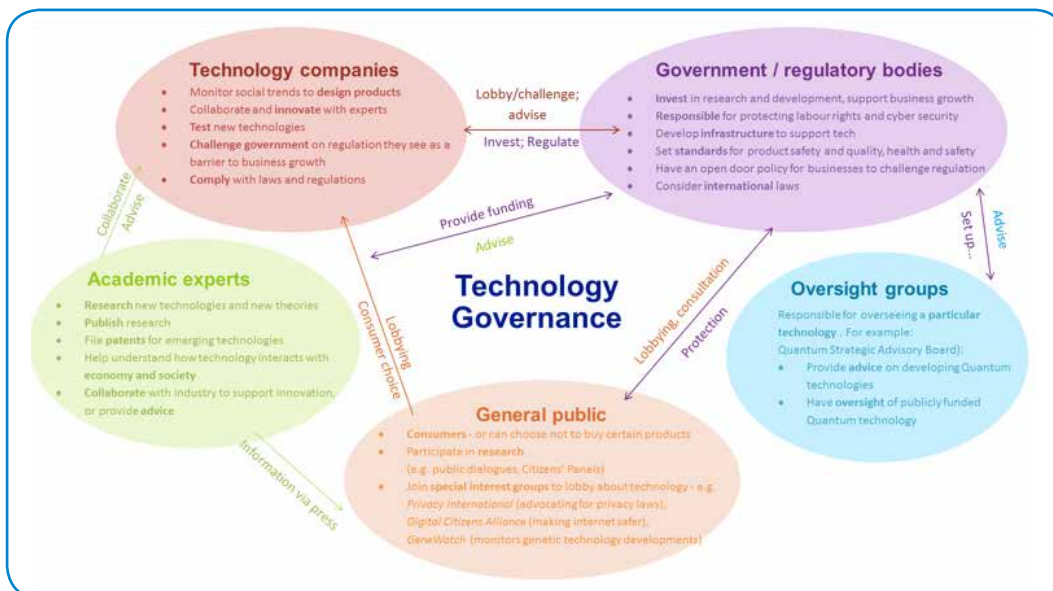 Technology companies
• Monitor social trends to design products
• Collaborate and innovate with experts
• Test new technologies
• Challenge government on regulation they see as a
barrier to business growth
• Comply with laws and regulations
Lobby/challenge;
advise
Invest; Regulate
Government / regulatory bodies
• Invest in research and development, support business growth
• Responsible for protecting labour rights and cyber security
• Develop infrastructure to support tech
• Set standards for product safety and quality, health and safety
• Have an open door policy for businesses to challenge regulation
• Consider international laws
Collaborate
Advise
Provide funding
Advise
Advise
Set up...
Academic experts
• Research new technologies and new theories
• Publish research
• File patents for emerging technologies
• Help understand how technology interacts with
economy and society
• Collaborate with industry to support innovation,
or provide advice
Lobbying
Consumer choice
Technology
Governance
Lobbying, consultation
Protection
Oversight groups
Responsible for overseeing a particular
technology . For example:
Quantum Strategic Advisory Board):
• Provide advice on developing Quantum
technologies
• Have oversight of publicly funded
Quantum technology
Information via press
General public
• Consumers - or can choose not to buy certain products
• Participate in research
(e.g. public dialogues, Citizens' Panels)
• Join special interest groups to lobby about technology - e.g.
Privacy International (advocating for privacy laws),
Digital Citizens Alliance (making internet safer),
GeneWatch (monitors genetic technology developments)